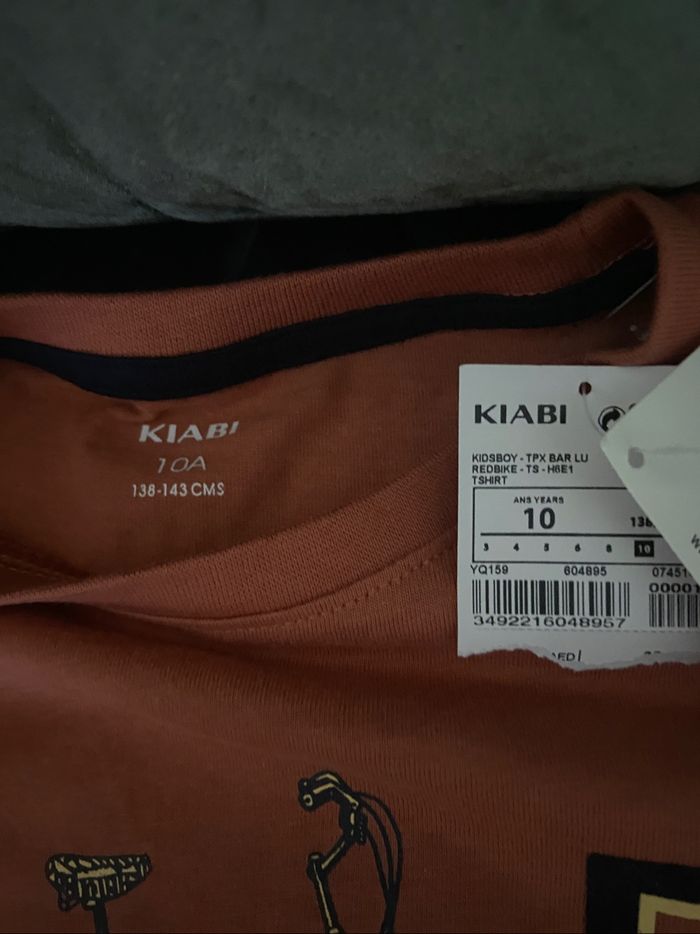 KIABI
10A
138-143 CMS
KIABI
KIDSBOY - TPX BAR LU
REDBIKE - TS - H6E1
TSHIRT
ANS YEARS
10
3 4 5 6 8 10
YQ159 604895
00001
3492216048957